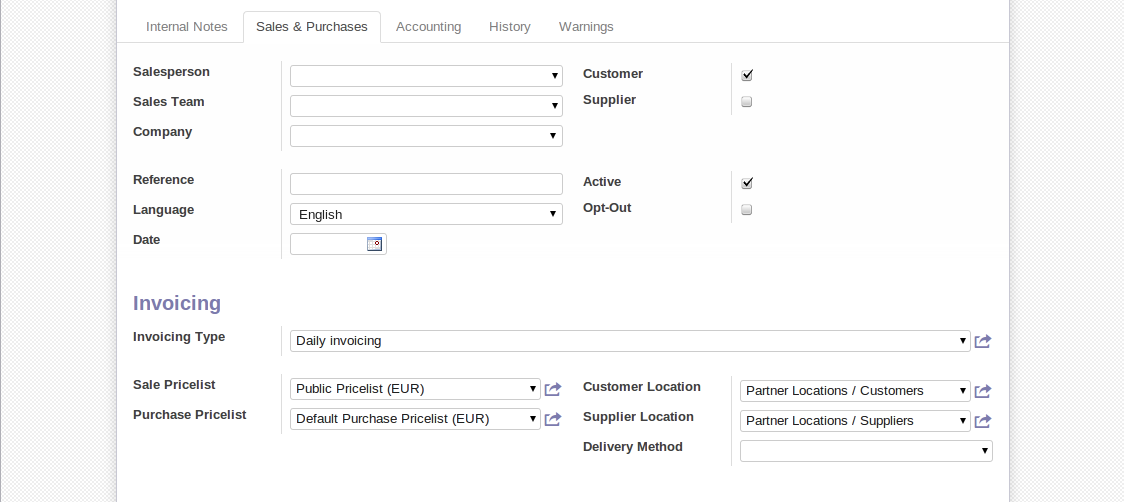 Internal Notes Sales & Purchases Accounting History Warnings
Salesperson
Sales Team
Company
Customer
Supplier
Reference
Language English
Date
Active
Opt-Out
Invoicing
Invoicing Type Daily invoicing
Sale Pricelist Public Pricelist (EUR)
Purchase Pricelist Default Purchase Pricelist (EUR)
Customer Location Partner Locations / Customers
Supplier Location Partner Locations / Suppliers
Delivery Method